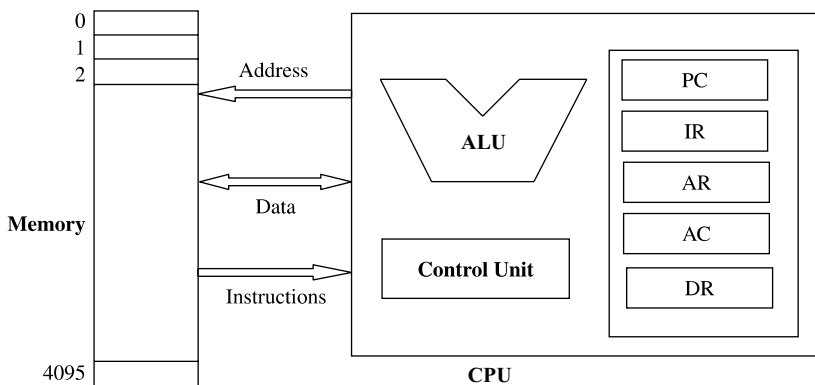 0
1
2
Memory
4095
Address
Data
Instructions
ALU
Control Unit
PC
IR
AR
AC
DR
CPU